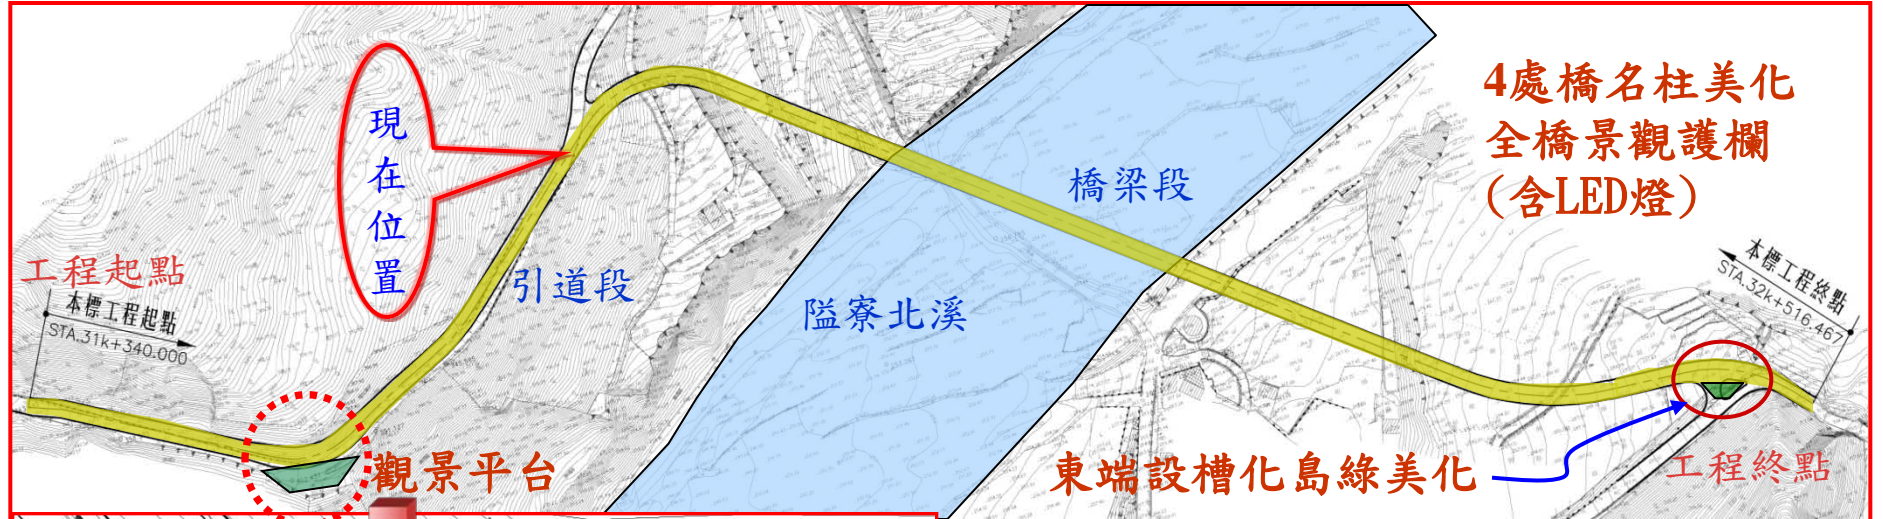 4處橋名柱美化
全橋景觀護欄
(含LED燈)
現在位置
橋梁段
引道段
隘寮北溪
工程起點
本標工程起點
STA.31k+340.000
本標工程終點
STA.32k+516.467
觀景平台
東端設槽化島綠美化
工程終點